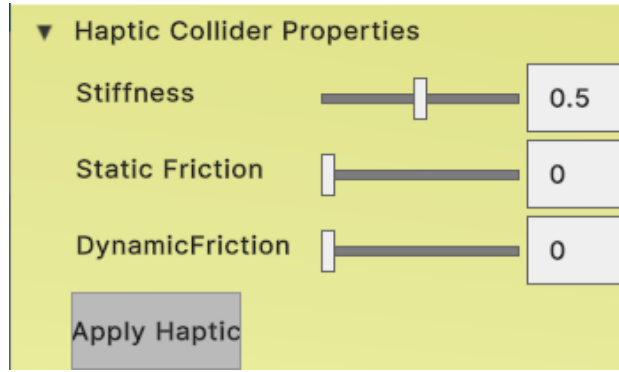 Haptic Collider Properties
Stiffness 0.5
Static Friction 0
DynamicFriction 0
Apply Haptic